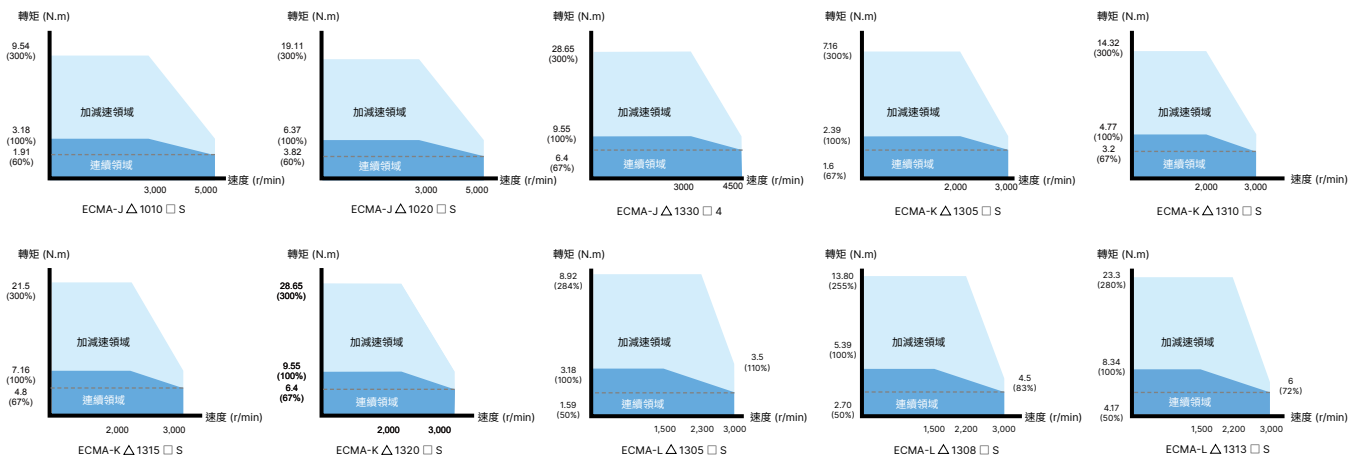 轉矩 (N.m)
9.54
(300%)
加減速領域
3.18
(100%)
1.91
(60%)
連續領域
3,000
5,000
速度 (r/min)
ECMA-J △ 1010 □ S
轉矩 (N.m)
19.11
(300%)
加減速領域
6.37
(100%)
3.82
(60%)
連續領域
3,000
5,000
速度 (r/min)
ECMA-J △ 1020 □ S
轉矩 (N.m)
28.65
(300%)
加減速領域
9.55
(100%)
6.4
(67%)
連續領域
3000
4500
速度 (r/min)
ECMA-J △ 1330 □ 4
轉矩 (N.m)
7.16
(300%)
加減速領域
2.39
(100%)
1.6
(67%)
連續領域
2,000
3,000
速度 (r/min)
ECMA-K △ 1305 □ S
轉矩 (N.m)
14.32
(300%)
加減速領域
4.77
(100%)
3.2
(67%)
連續領域
2,000
3,000
速度 (r/min)
ECMA-K △ 1310 □ S
轉矩 (N.m)
21.5
(300%)
加減速領域
7.16
(100%)
4.8
(67%)
連續領域
2,000
3,000
速度 (r/min)
ECMA-K △ 1315 □ S
轉矩 (N.m)
28.65
(300%)
加減速領域
9.55
(100%)
6.4
(67%)
連續領域
2,000
3,000
速度 (r/min)
ECMA-K △ 1320 □ S
轉矩 (N.m)
8.92
(284%)
加減速領域
3.5
(110%)
3.18
(100%)
1.59
(50%)
連續領域
1,500
2,300
3,000
速度 (r/min)
ECMA-L △ 1305 □ S
轉矩 (N.m)
13.80
(255%)
加減速領域
5.39
(100%)
4.5
(83%)
2.70
(50%)
連續領域
1,500
2,200
3,000
速度 (r/min)
ECMA-L △ 1308 □ S
轉矩 (N.m)
23.3
(280%)
加減速領域
8.34
(100%)
6
(72%)
4.17
(50%)
連續領域
1,500
2,200
3,000
速度 (r/min)
ECMA-L △ 1313 □ S